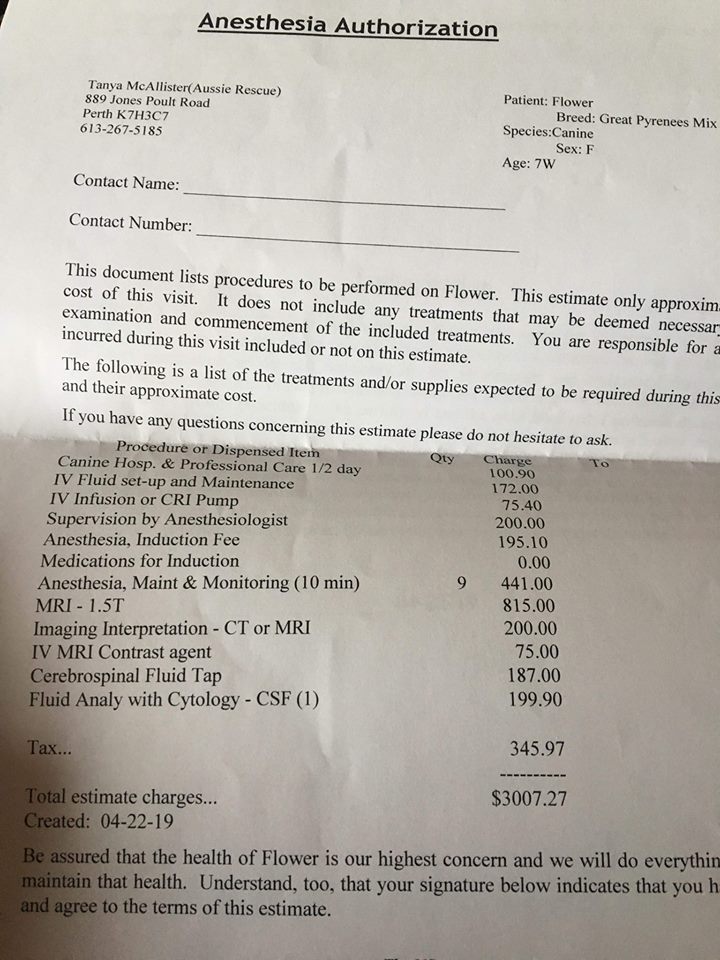 Anesthesia Authorization
Tanya McAllister(Aussie Rescue)
889 Jones Poult Road
Perth K7H3C7
613-267-5185
Patient: Flower
Breed: Great Pyrenees Mix
Species:Canine
Sex: F
Age: 7W
Contact Name:
Contact Number:
This document lists procedures to be performed on Flower. This estimate only approxim
cost of this visit. It does not include any treatments that may be deemed necessar
examination and commencement of the included treatments. You are responsible for a
incurred during this visit included or not on this estimate.
The following is a list of the treatments and/or supplies expected to be required during this
and their approximate cost.
If you have any questions concerning this estimate please do not hesitate to ask.
Procedure or Dispensed Item Qty Charge To
Canine Hosp. & Professional Care 1/2 day 100.90
IV Fluid set-up and Maintenance 172.00
IV Infusion or CRI Pump 75.40
Supervision by Anesthesiologist 200.00
Anesthesia, Induction Fee 195.10
Medications for Induction 0.00
Anesthesia, Maint & Monitoring (10 min) 9 441.00
MRI - 1.5T 815.00
Imaging Interpretation - CT or MRI 200.00
IV MRI Contrast agent 75.00
Cerebrospinal Fluid Tap 187.00
Fluid Analy with Cytology - CSF (1) 199.90
Tax... 345.97
----------
Total estimate charges... $3007.27
Created: 04-22-19
Be assured that the health of Flower is our highest concern and we will do everythin
maintain that health. Understand, too, that your signature below indicates that you h
and agree to the terms of this estimate.